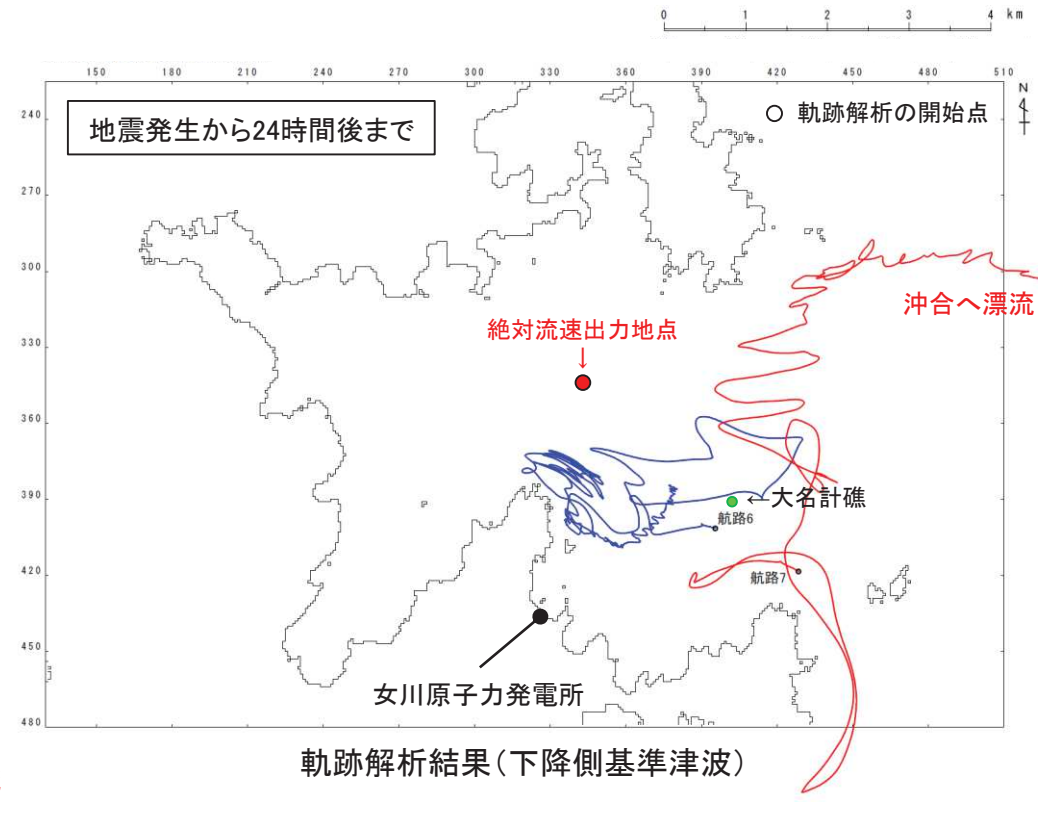 0 1 2 3 4 km
150 180 210 240 270 300 330 360 390 420 450 480 510
N
240
270
300
330
360
390
420
450
480
地震発生から24時間後まで
軌跡解析の開始点
沖合へ漂流
絶対流速出力地点
↓
←大名計礁
航路6
航路7
女川原子力発電所
軌跡解析結果(下降側基準津波)